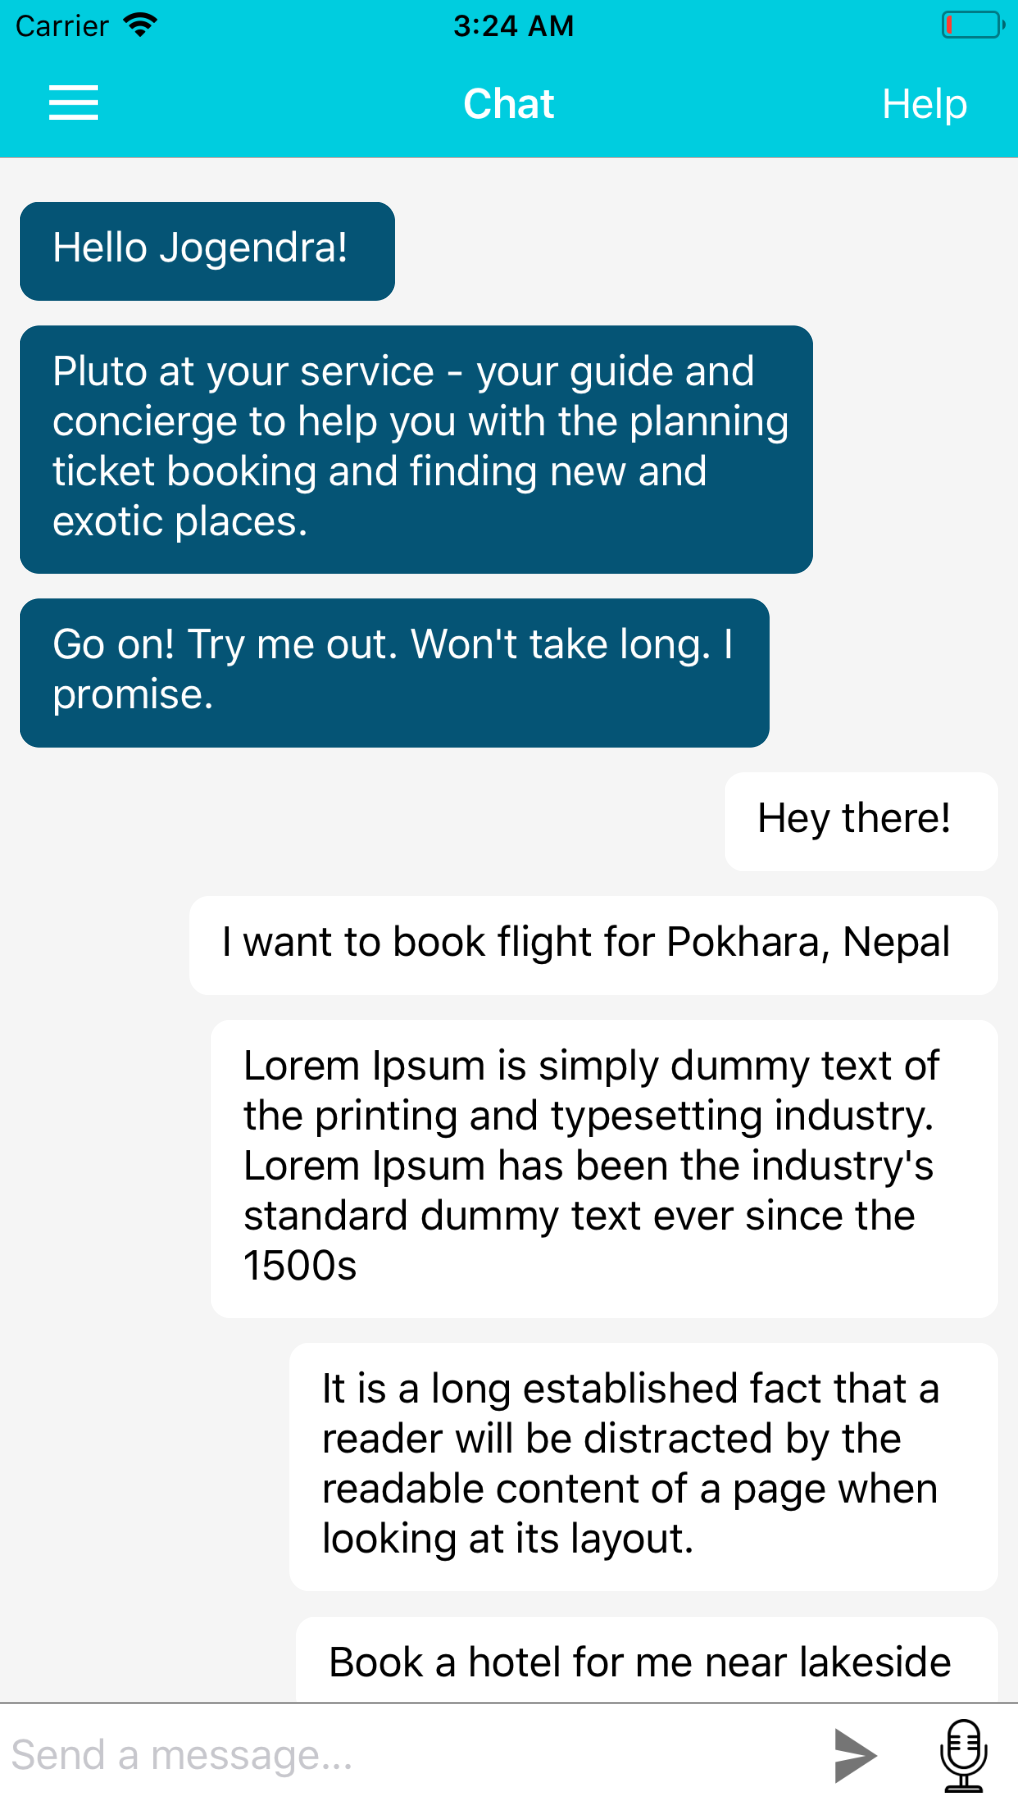 Carrier 3:24 AM
Chat Help
Hello Jogendra!
Pluto at your service - your guide and
concierge to help you with the planning
ticket booking and finding new and
exotic places.
Go on! Try me out. Won't take long. I
promise.
Hey there!
I want to book flight for Pokhara, Nepal
Lorem Ipsum is simply dummy text of
the printing and typesetting industry.
Lorem Ipsum has been the industry's
standard dummy text ever since the
1500s
It is a long established fact that a
reader will be distracted by the
readable content of a page when
looking at its layout.
Book a hotel for me near lakeside
Send a message...